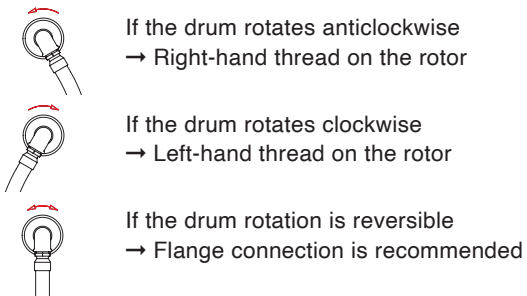 If the drum rotates anticlockwise
→ Right-hand thread on the rotor
If the drum rotates clockwise
→ Left-hand thread on the rotor
If the drum rotation is reversible
→ Flange connection is recommended